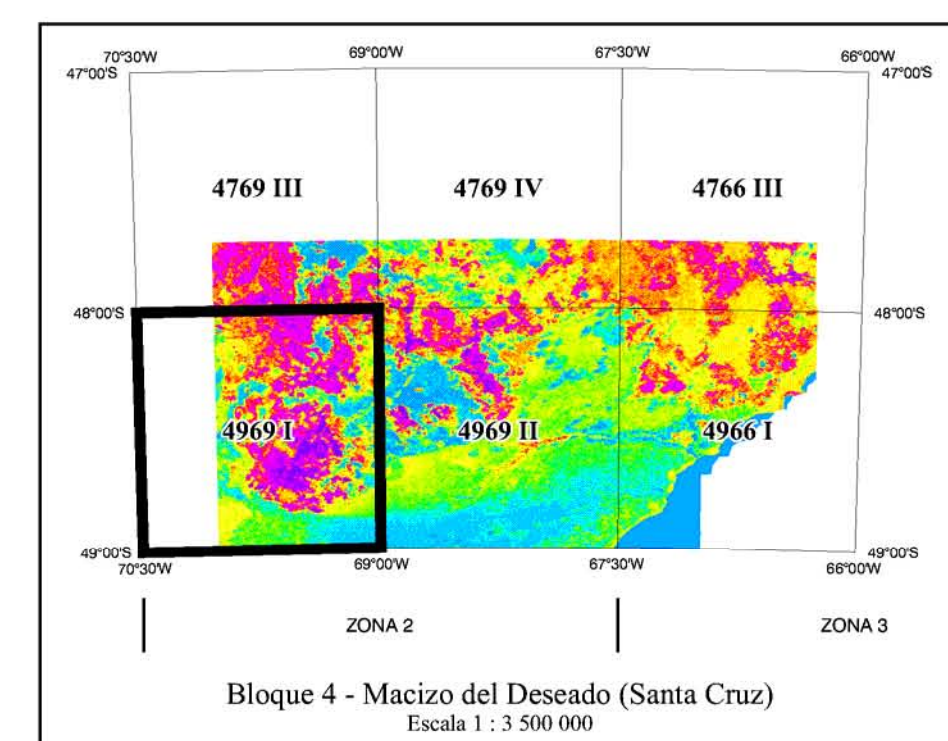 70°30'W 69°00'W 67°30'W 66°00'W
47°00'S 47°00'S
4769 III 4769 IV 4766 III
48°00'S 48°00'S
4969 I 4969 II 4966 I
49°00'S 49°00'S
70°30'W 69°00'W 67°30'W 66°00'W
ZONA 2 ZONA 3
Bloque 4 - Macizo del Deseado (Santa Cruz)
Escala 1 : 3 500 000